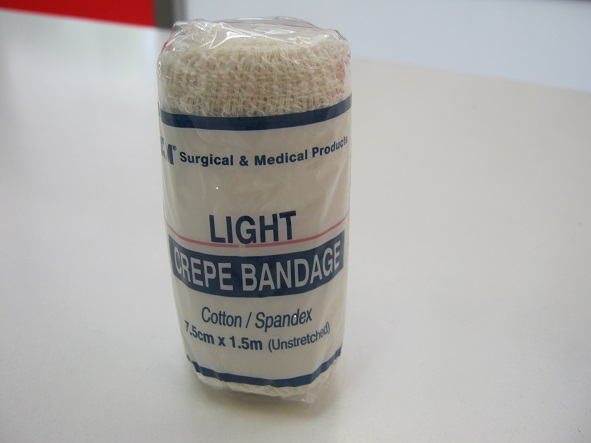 Surgical & Medical Products
LIGHT
CREPE BANDAGE
Cotton / Spandex
7.5cm x 1.5m (Unstretched)